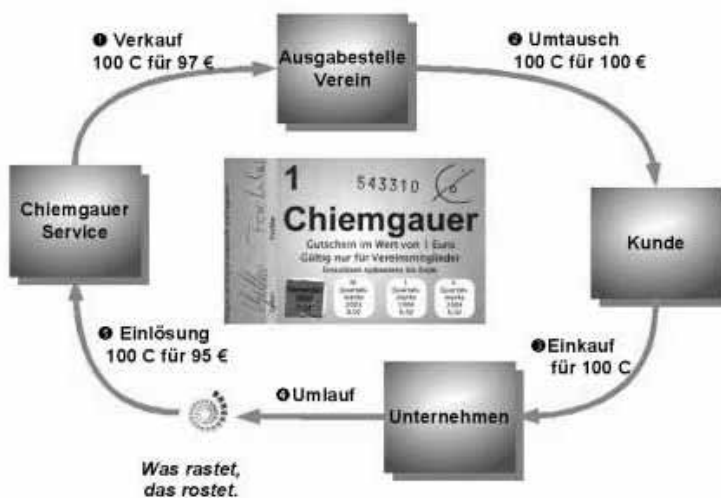 ❶ Verkauf
100 C für 97 €
Ausgabestelle
Verein
❷ Umtausch
100 C für 100 €
Chiemgauer
Service
1
543310
Chiemgauer
Gutschein im Wert von 1 Euro
Gültig nur für Vereinsmitglieder
Kunde
❺ Einlösung
100 C für 95 €
❸Einkauf
für 100 C
❹Umlauf
Unternehmen
Was rastet,
das rostet.